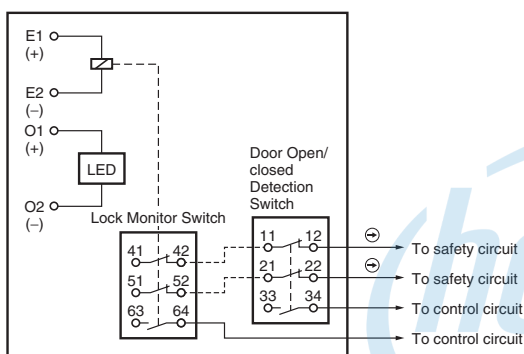 E1
(+)
E2
(−)
O1
(+)
LED
O2
(−)
Door Open/
closed
Detection
Switch
Lock Monitor Switch
41 42
51 52
63 64
11 12
21 22
33 34
To safety circuit
To safety circuit
To control circuit
To control circuit